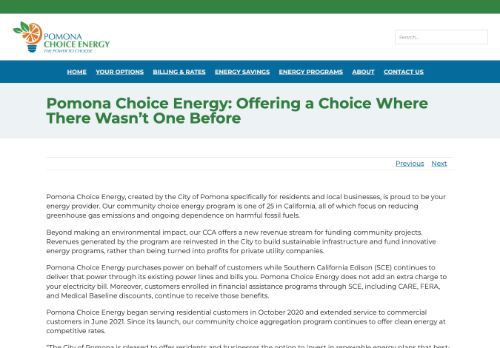 POMONA
CHOICE ENERGY
THE POWER TO CHOOSE
Search...
HOME YOUR OPTIONS BILLING & RATES ENERGY SAVINGS ENERGY PROGRAMS ABOUT CONTACT US
Pomona Choice Energy: Offering a Choice Where
There Wasn't One Before
Previous Next
Pomona Choice Energy, created by the City of Pomona specifically for residents and local businesses, is proud to be your
energy provider. Our community choice energy program is one of 25 in California, all of which focus on reducing
greenhouse gas emissions and ongoing dependence on harmful fossil fuels.
Beyond making an environmental impact, our CCA offers a new revenue stream for funding community projects.
Revenues generated by the program are reinvested in the City to build sustainable infrastructure and fund innovative
energy programs, rather than being turned into profits for private utility companies.
Pomona Choice Energy purchases power on behalf of customers while Southern California Edison (SCE) continues to
deliver that power through its existing power lines and bills you. Pomona Choice Energy does not add an extra charge to
your electricity bill. Moreover, customers enrolled in financial assistance programs through SCE, including CARE, FERA,
and Medical Baseline discounts, continue to receive those benefits.
Pomona Choice Energy began serving residential customers in October 2020 and extended service to commercial
customers in June 2021. Since its launch, our community choice aggregation program continues to offer clean energy at
competitive rates.
"The City of Pomona is pleased to offer residents and businesses the option to invest in renewable energy plans that best-